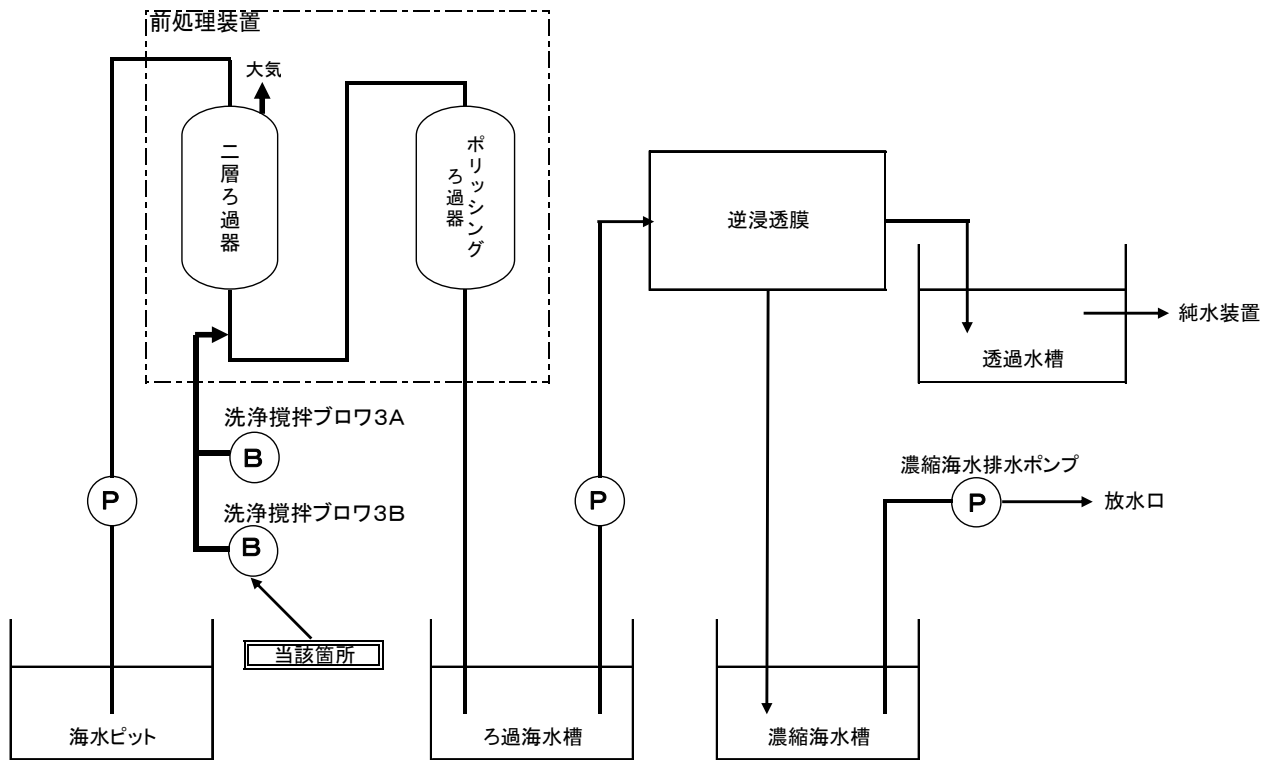 前処理装置
大気
二層ろ過器
ポリッシング
ろ過器
逆浸透膜
純水装置
透過水槽
洗浄撹拌ブロワ3A
B
洗浄撹拌ブロワ3B
B
P
P
濃縮海水排水ポンプ
P
放水口
当該箇所
海水ピット
ろ過海水槽
濃縮海水槽